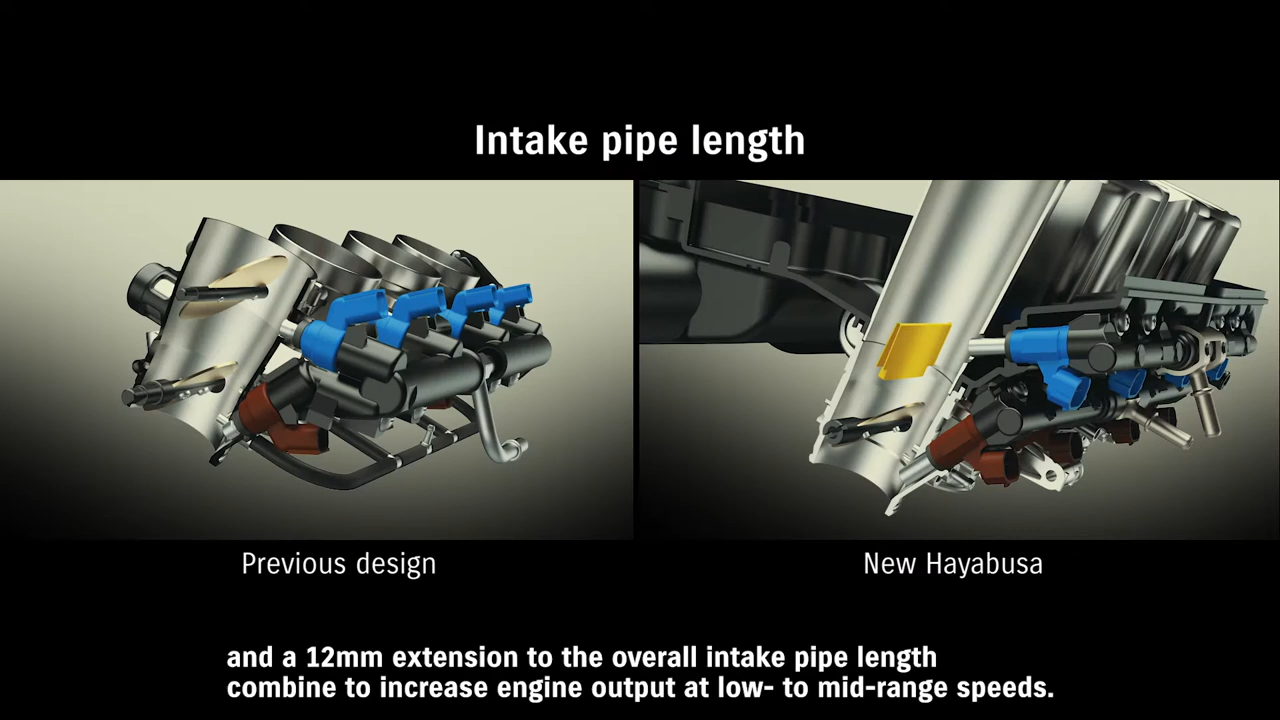 Intake pipe length
Previous design
New Hayabusa
and a 12mm extension to the overall intake pipe length
combine to increase engine output at low- to mid-range speeds.